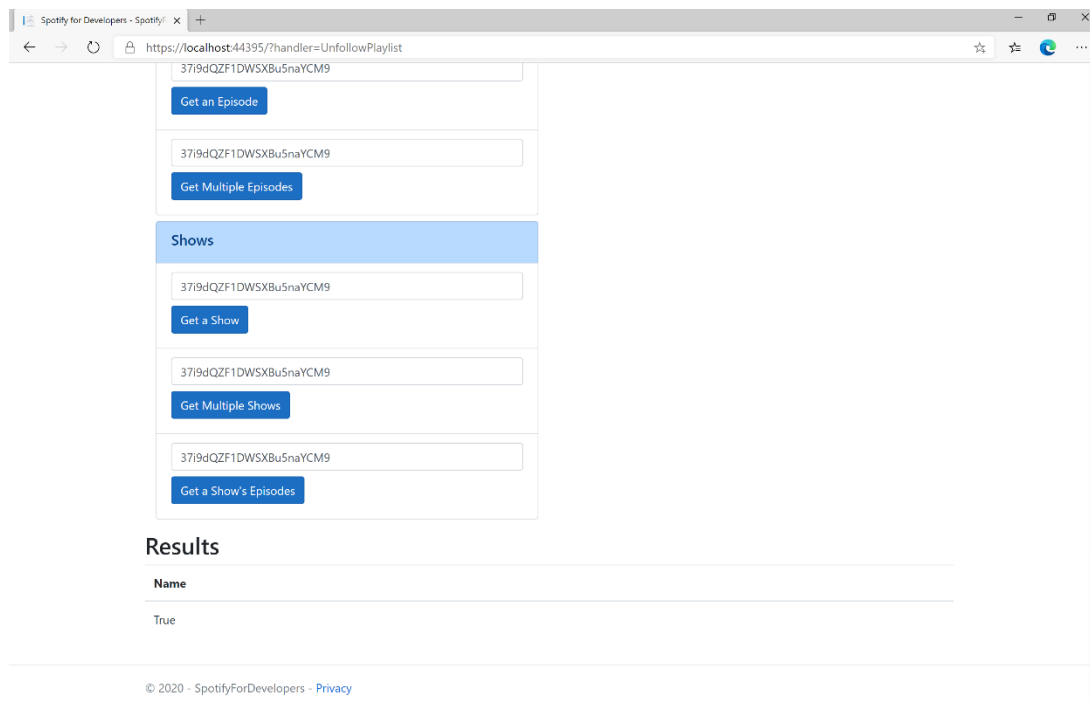 Spotify for Developers - Spotify
https://localhost:44395/?handler=UnfollowPlaylist
37i9dQZF1DWSXBu5naYCM9
Get an Episode
37i9dQZF1DWSXBu5naYCM9
Get Multiple Episodes
Shows
37i9dQZF1DWSXBu5naYCM9
Get a Show
37i9dQZF1DWSXBu5naYCM9
Get Multiple Shows
37i9dQZF1DWSXBu5naYCM9
Get a Show's Episodes
Results
Name
True
© 2020 - SpotifyForDevelopers - Privacy